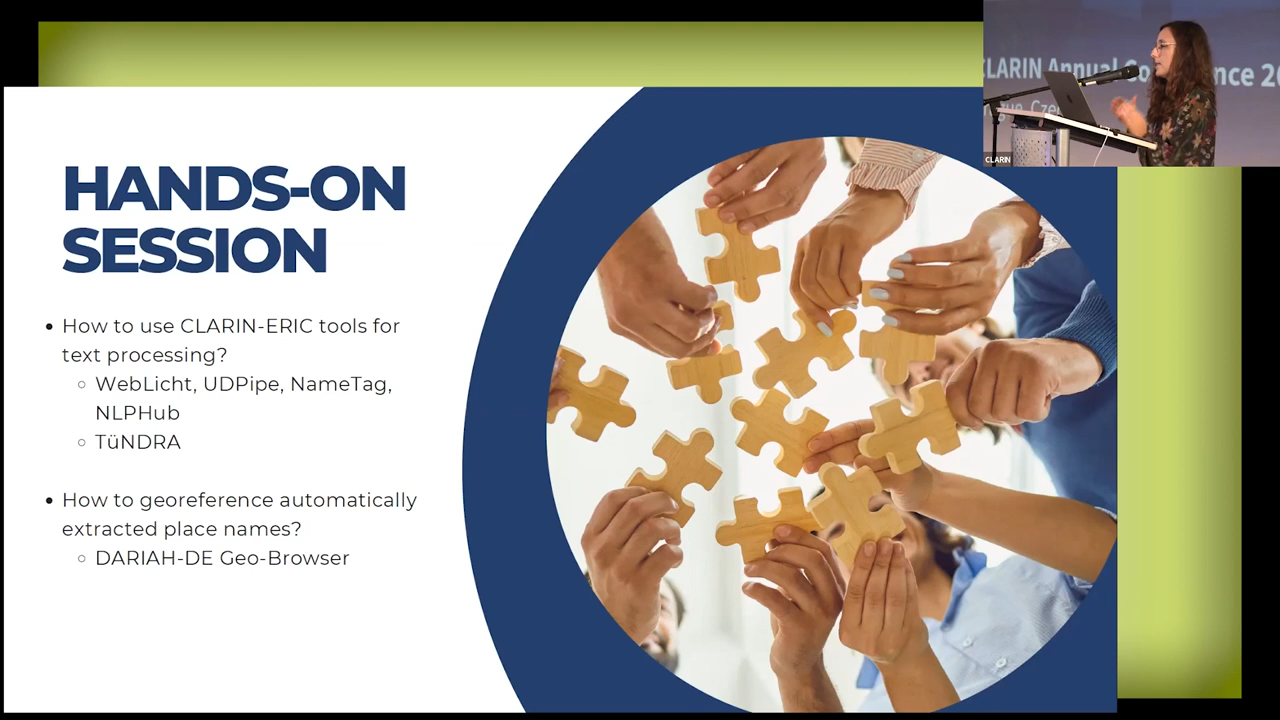 HANDS-ON
SESSION
How to use CLARIN-ERIC tools for
text processing?
WebLicht, UDPipe, NameTag,
NLPHub
TüNDRA
How to georeference automatically
extracted place names?
DARIAH-DE Geo-Browser
CLARIN Annual
CLARIN